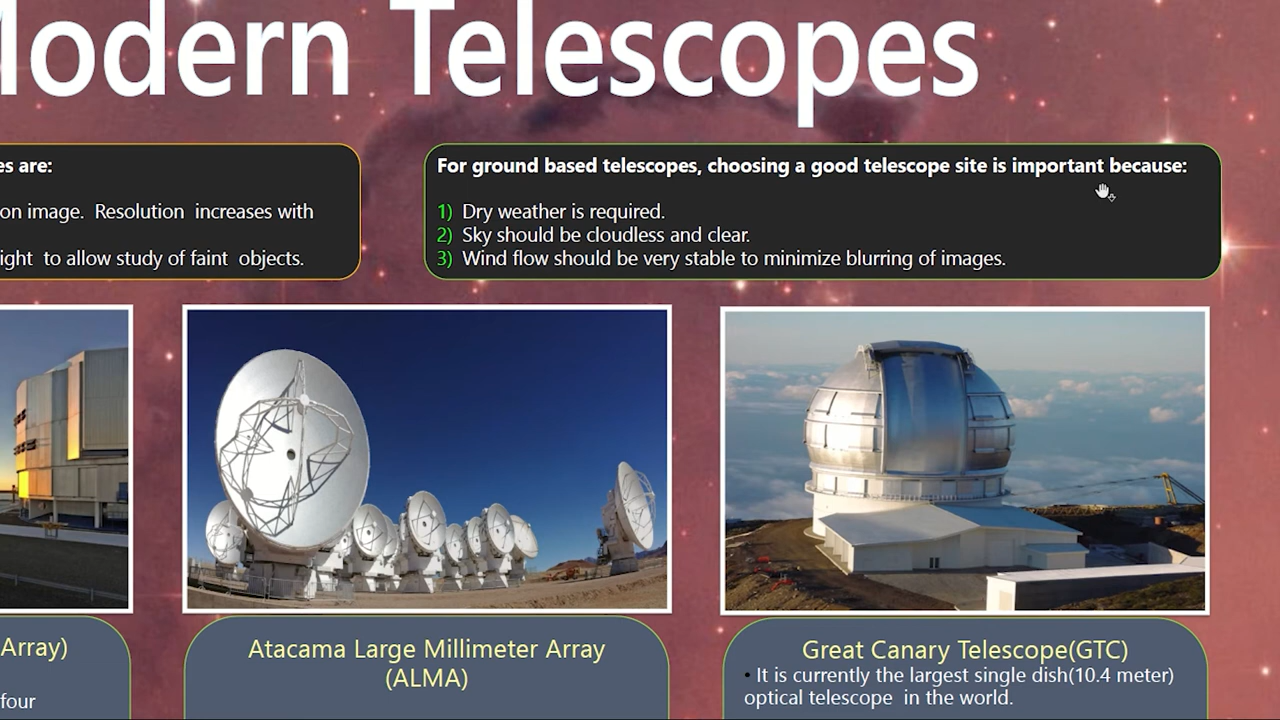 Modern Telescopes
es are:
on image. Resolution increases with
ight to allow study of faint objects.
For ground based telescopes, choosing a good telescope site is important because:
1) Dry weather is required.
2) Sky should be cloudless and clear.
3) Wind flow should be very stable to minimize blurring of images.
Array)
four
Atacama Large Millimeter Array
(ALMA)
Great Canary Telescope(GTC)
• It is currently the largest single dish(10.4 meter)
optical telescope in the world.